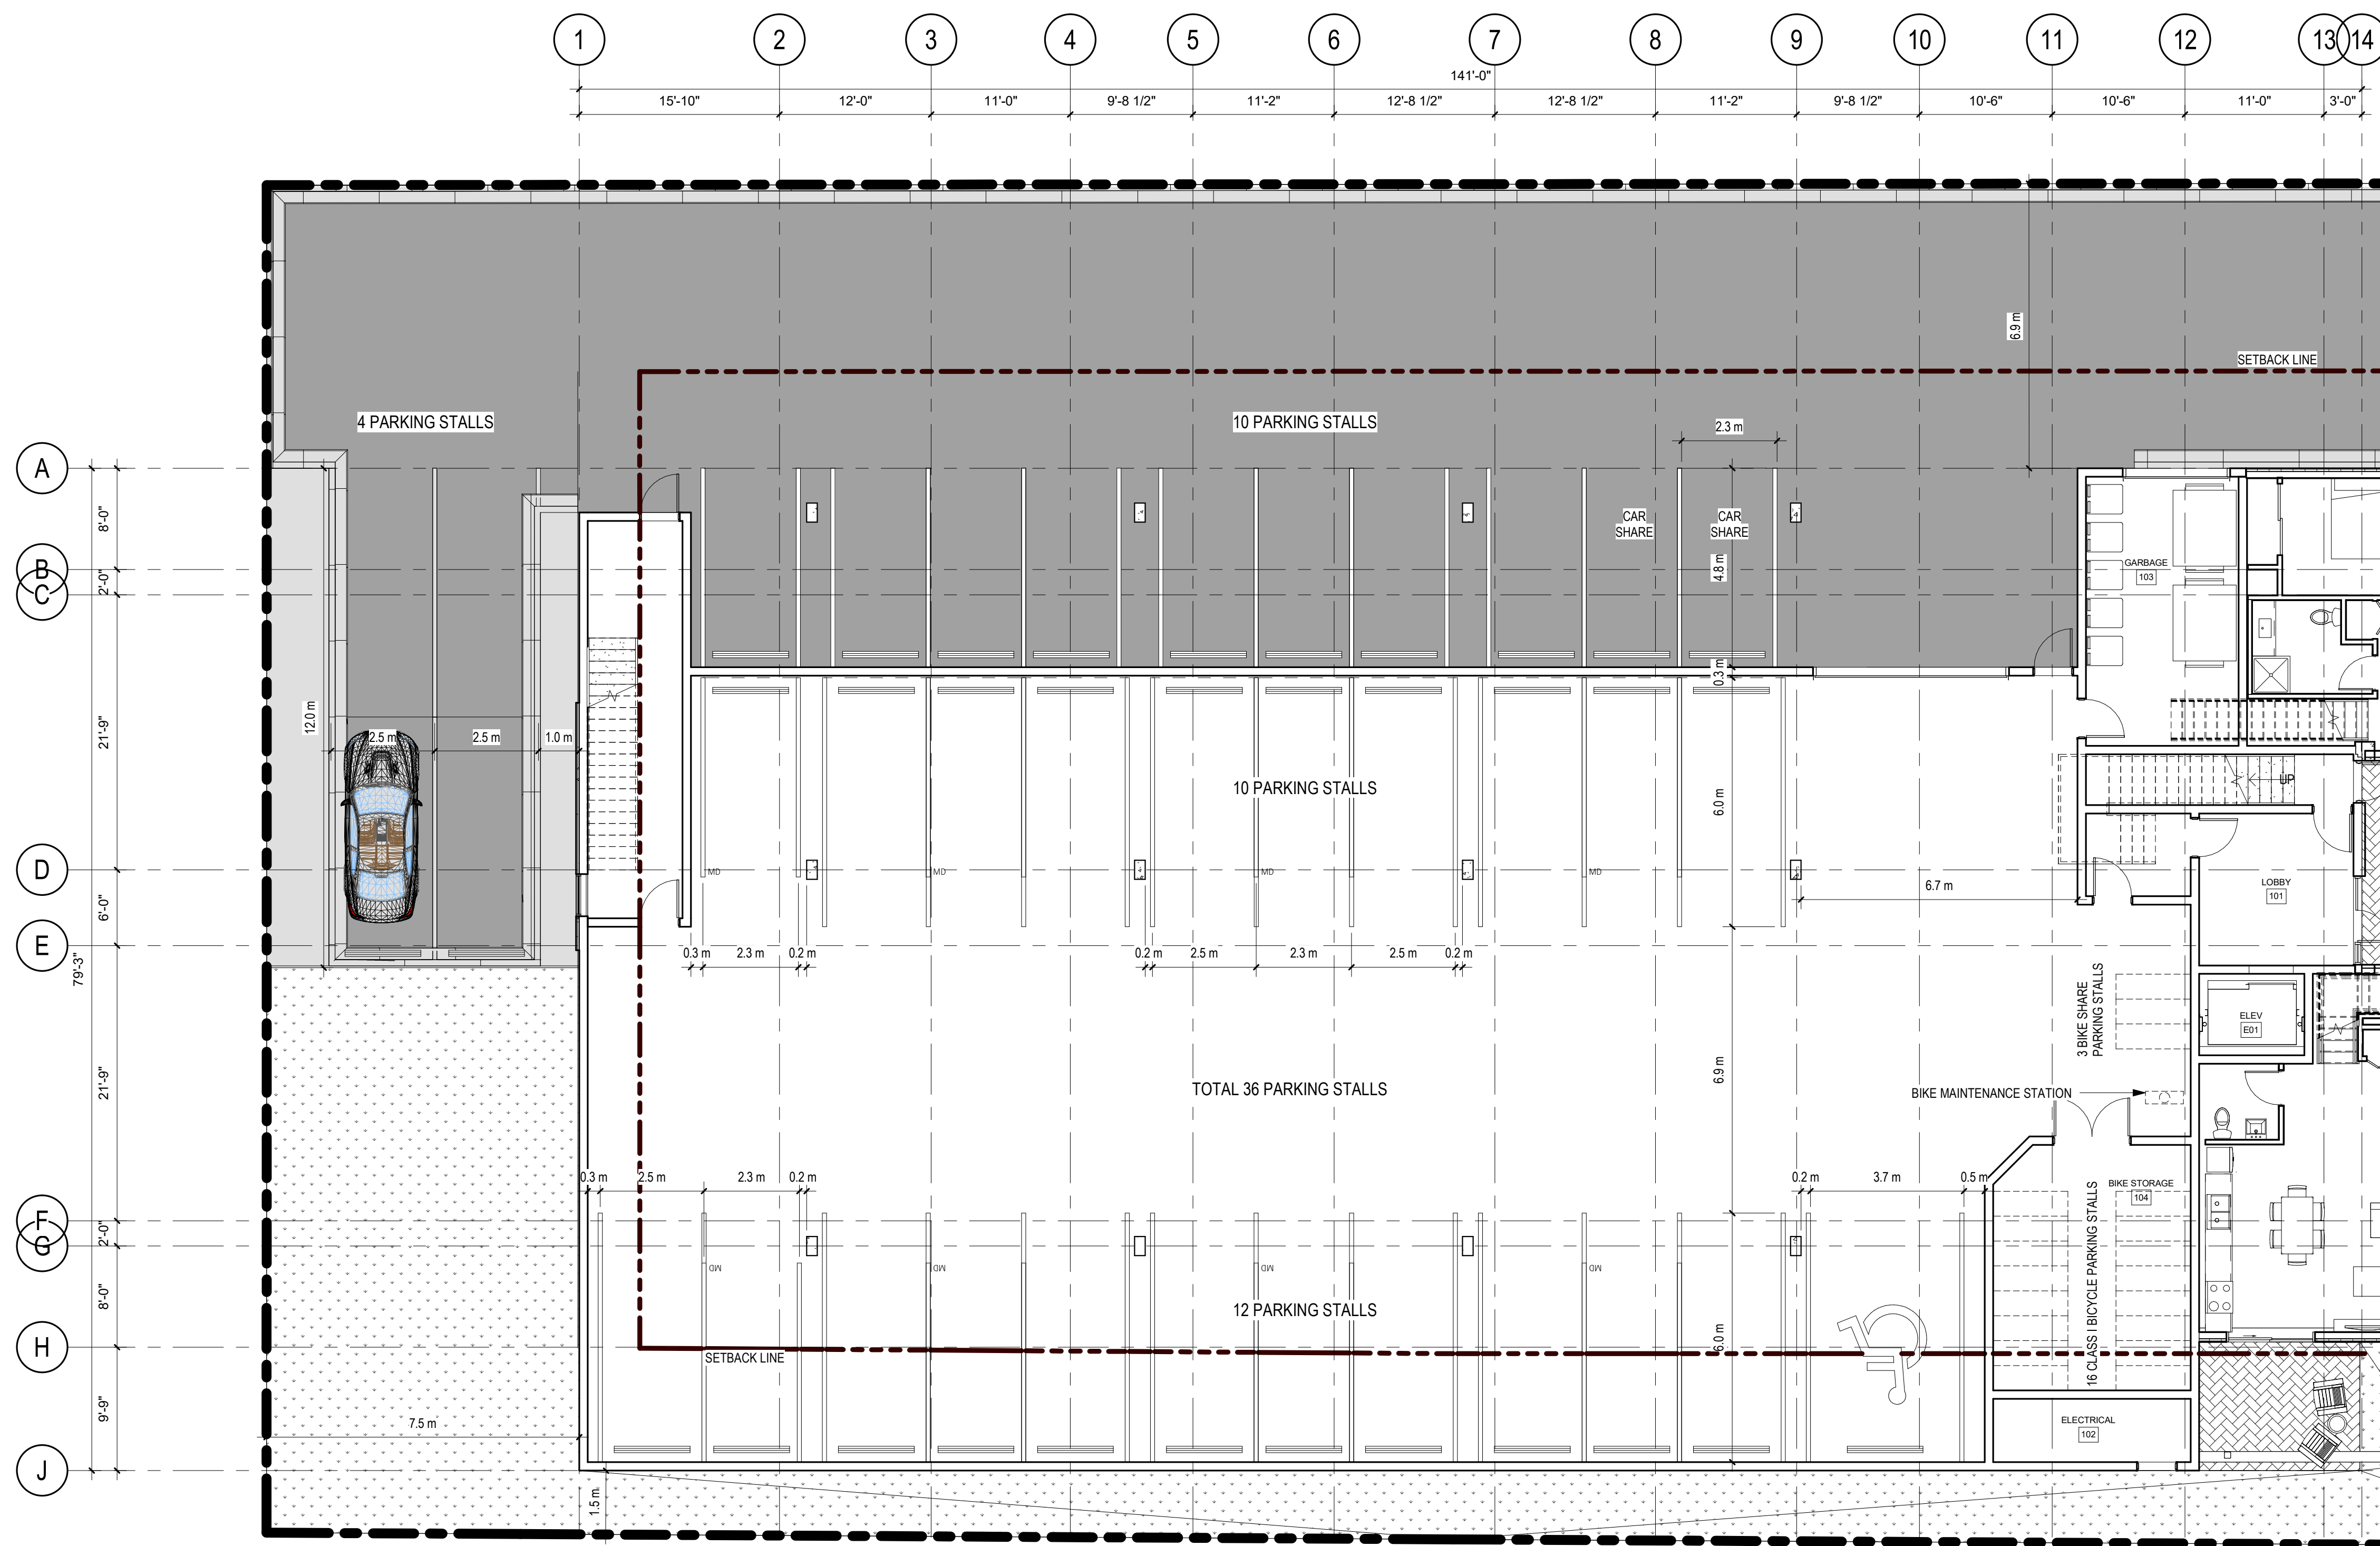 1 2 3 4 5 6 7 8 9 10 11 12 13 14
141'-0"
15'-10" 12'-0" 11'-0" 9'-8 1/2" 11'-2" 12'-8 1/2" 12'-8 1/2" 11'-2" 9'-8 1/2" 10'-6" 10'-6" 11'-0" 3'-0"
6.9 m
SETBACK LINE
4 PARKING STALLS
10 PARKING STALLS
2.3 m
A
8'-0"
CAR
SHARE
CAR
SHARE
4.8 m
B
2'-0"
C
GARBAGE
103
0.3 m
12.0 m
21'-9"
2.5 m
2.5 m
1.0 m
10 PARKING STALLS
6.0 m
UP
D
MD
MD
MD
MD
6.7 m
LOBBY
101
6'-0"
E
79'-3"
0.3 m 2.3 m 0.2 m
0.2 m 2.5 m 2.3 m 2.5 m 0.2 m
3 BIKE SHARE
PARKING STALLS
ELEV
E01
21'-9"
6.9 m
TOTAL 36 PARKING STALLS
BIKE MAINTENANCE STATION
0.3 m 2.5 m 2.3 m 0.2 m
0.2 m 3.7 m 0.5 m
BIKE STORAGE
104
16 CLASS I BICYCLE PARKING STALLS
F
2'-0"
G
MD
MD
MD
MD
8'-0"
12 PARKING STALLS
6.0 m
H
SETBACK LINE
9'-9"
7.5 m
ELECTRICAL
102
J
1.5 m